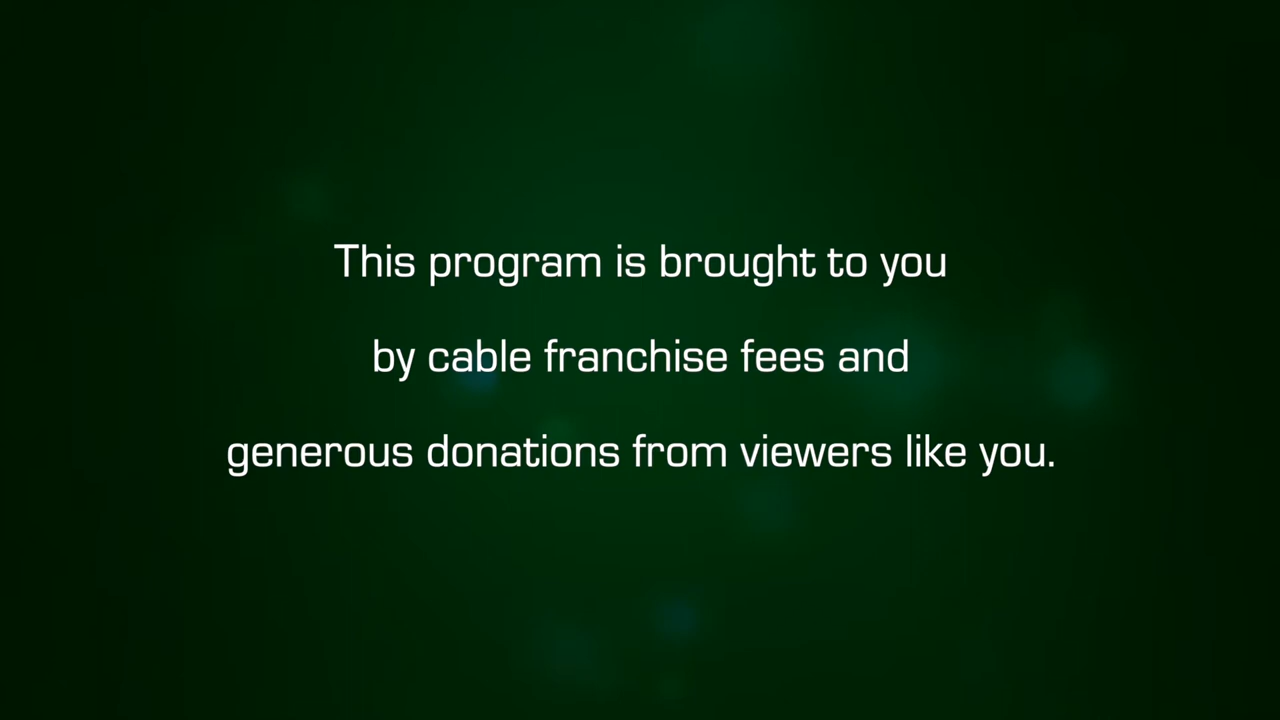 This program is brought to you
by cable franchise fees and
generous donations from viewers like you.